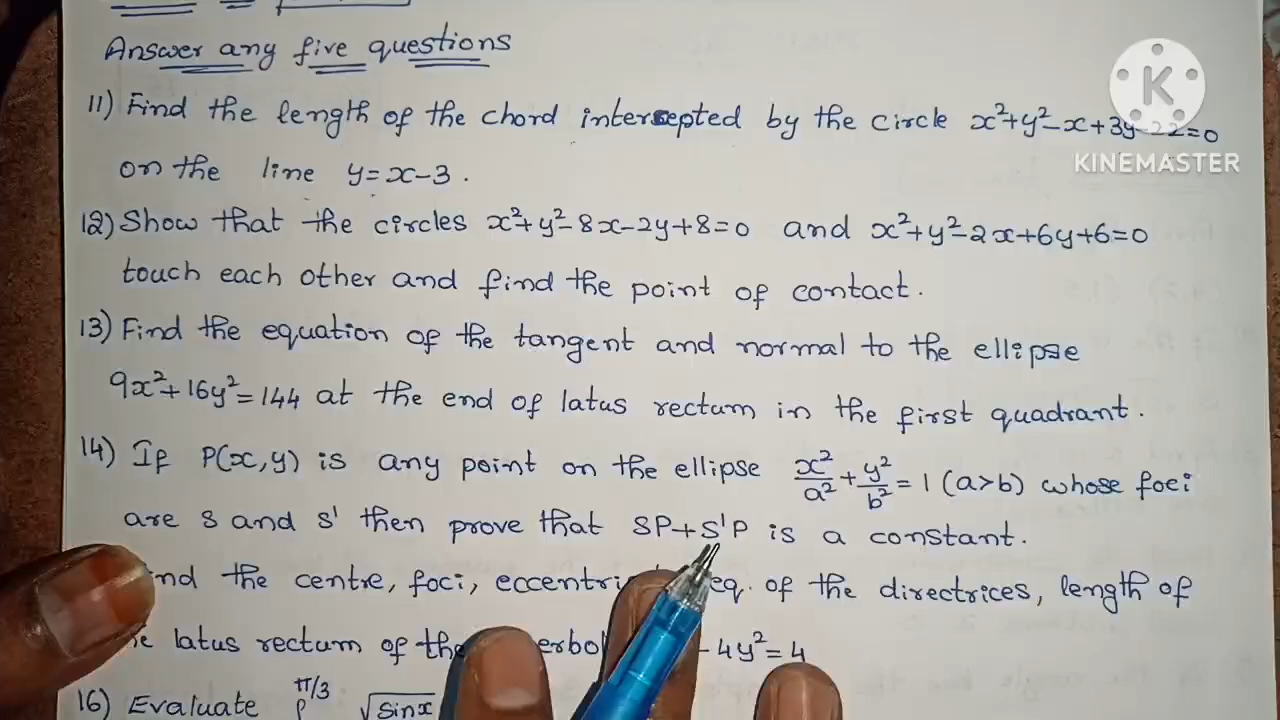 Answer any five questions
11) Find the length of the chord intercepted by the circle x²+y²-x+3y-22=0
on the line y=x-3.
12) Show that the circles x²+y²-8x-2y+8=0 and x²+y²-2x+6y+6=0
touch each other and find the point of contact.
13) Find the equation of the tangent and normal to the ellipse
9x²+16y²=144 at the end of latus rectum in the first quadrant.
14) If P(x,y) is any point on the ellipse x²/a²+y²/b²=1 (a>b) whose foci
are S and S' then prove that SP+S'P is a constant.
the centre, foci, eq. of the directrices, length of
latus rectum of -4y²=4
16) Evaluate π/3 √sinx
K
KINEMASTER